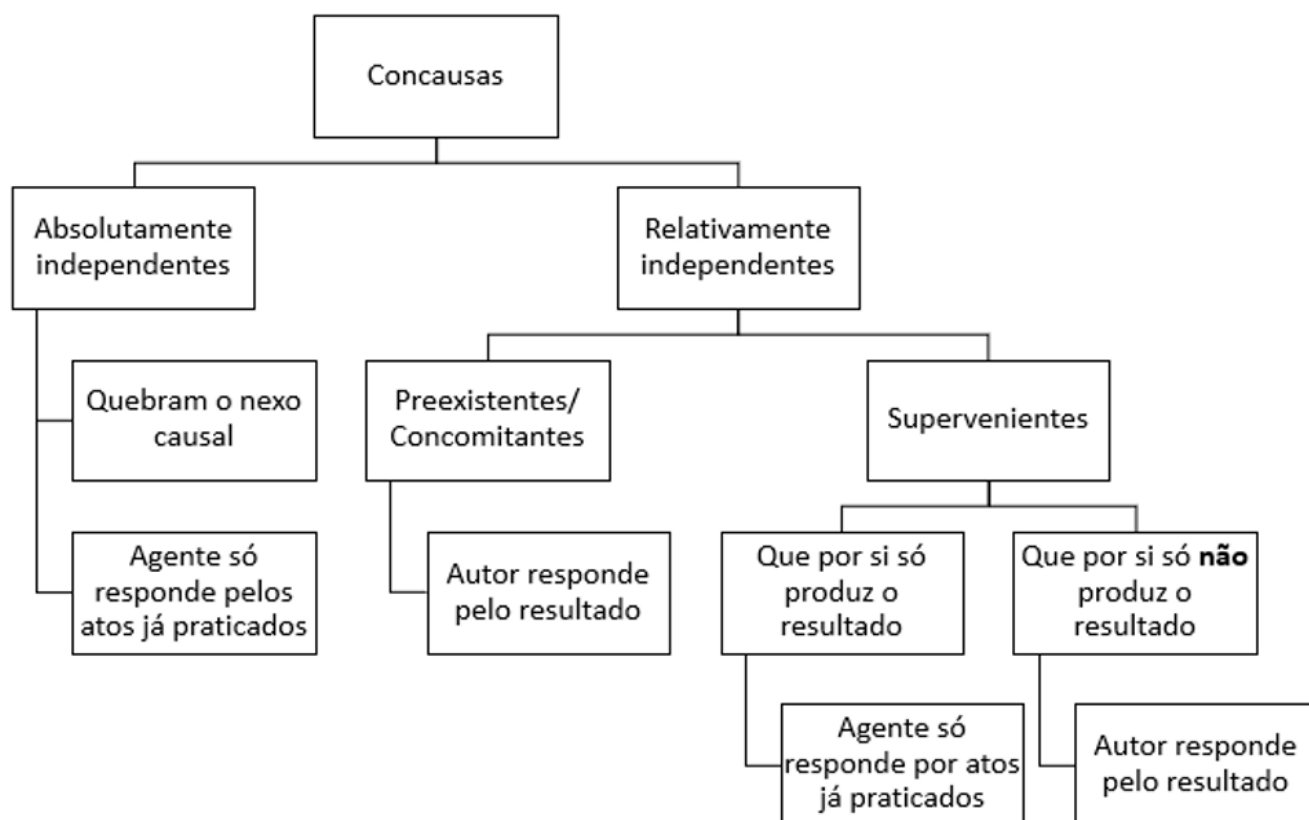 Concausas
Absolutamente
independentes
Relativamente
independentes
Quebram o nexo
causal
Preexistentes/
Concomitantes
Supervenientes
Agente só
responde pelos
atos já praticados
Autor responde
pelo resultado
Que por si só
produz o
resultado
Que por si só não
produz o
resultado
Agente só
responde por atos
já praticados
Autor responde
pelo resultado